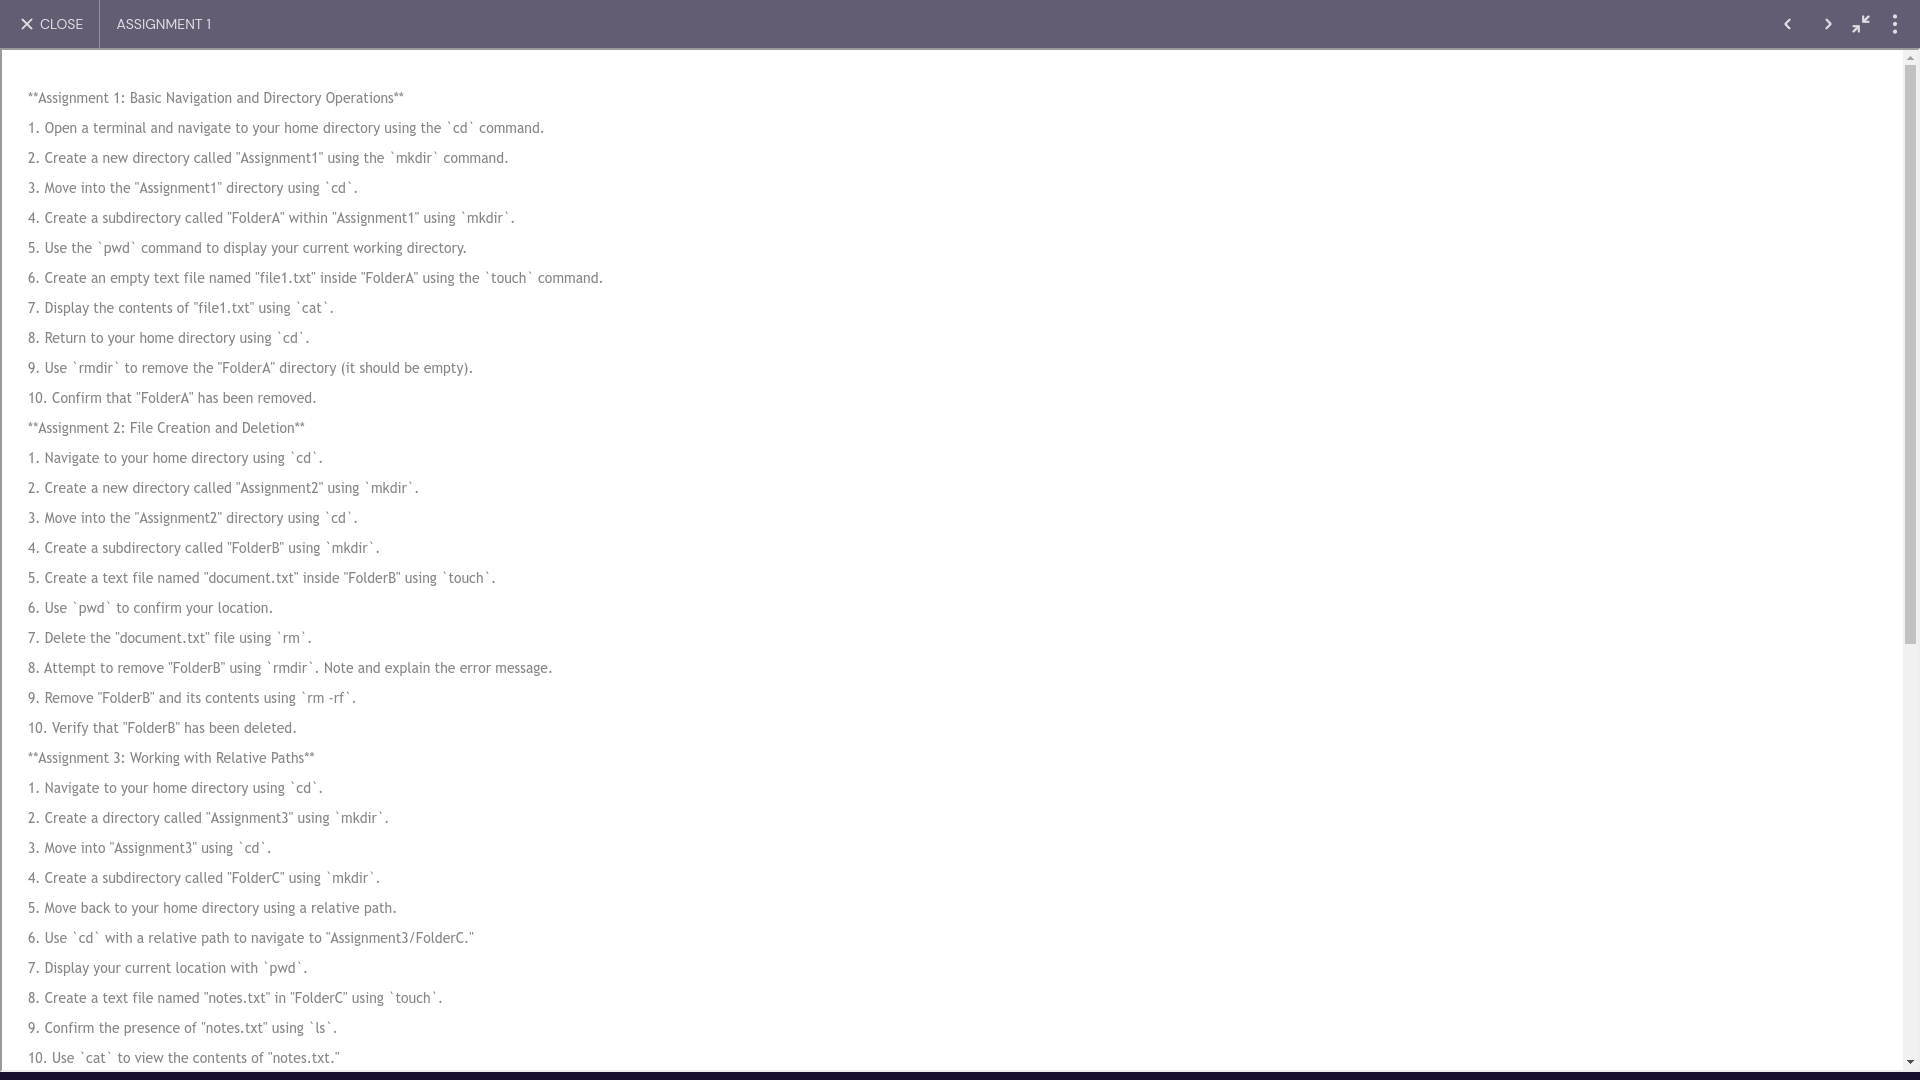 CLOSE
ASSIGNMENT 1
**Assignment 1: Basic Navigation and Directory Operations**
1. Open a terminal and navigate to your home directory using the `cd` command.
2. Create a new directory called "Assignment1" using the `mkdir` command.
3. Move into the "Assignment1" directory using `cd`.
4. Create a subdirectory called "FolderA" within "Assignment1" using `mkdir`.
5. Use the `pwd` command to display your current working directory.
6. Create an empty text file named "file1.txt" inside "FolderA" using the `touch` command.
7. Display the contents of "file1.txt" using `cat`.
8. Return to your home directory using `cd`.
9. Use `rmdir` to remove the "FolderA" directory (it should be empty).
10. Confirm that "FolderA" has been removed.
**Assignment 2: File Creation and Deletion**
1. Navigate to your home directory using `cd`.
2. Create a new directory called "Assignment2" using `mkdir`.
3. Move into the "Assignment2" directory using `cd`.
4. Create a subdirectory called "FolderB" using `mkdir`.
5. Create a text file named "document.txt" inside "FolderB" using `touch`.
6. Use `pwd` to confirm your location.
7. Delete the "document.txt" file using `rm`.
8. Attempt to remove "FolderB" using `rmdir`. Note and explain the error message.
9. Remove "FolderB" and its contents using `rm -rf`.
10. Verify that "FolderB" has been deleted.
**Assignment 3: Working with Relative Paths**
1. Navigate to your home directory using `cd`.
2. Create a directory called "Assignment3" using `mkdir`.
3. Move into "Assignment3" using `cd`.
4. Create a subdirectory called "FolderC" using `mkdir`.
5. Move back to your home directory using a relative path.
6. Use `cd` with a relative path to navigate to "Assignment3/FolderC."
7. Display your current location with `pwd`.
8. Create a text file named "notes.txt" in "FolderC" using `touch`.
9. Confirm the presence of "notes.txt" using `ls`.
10. Use `cat` to view the contents of "notes.txt."